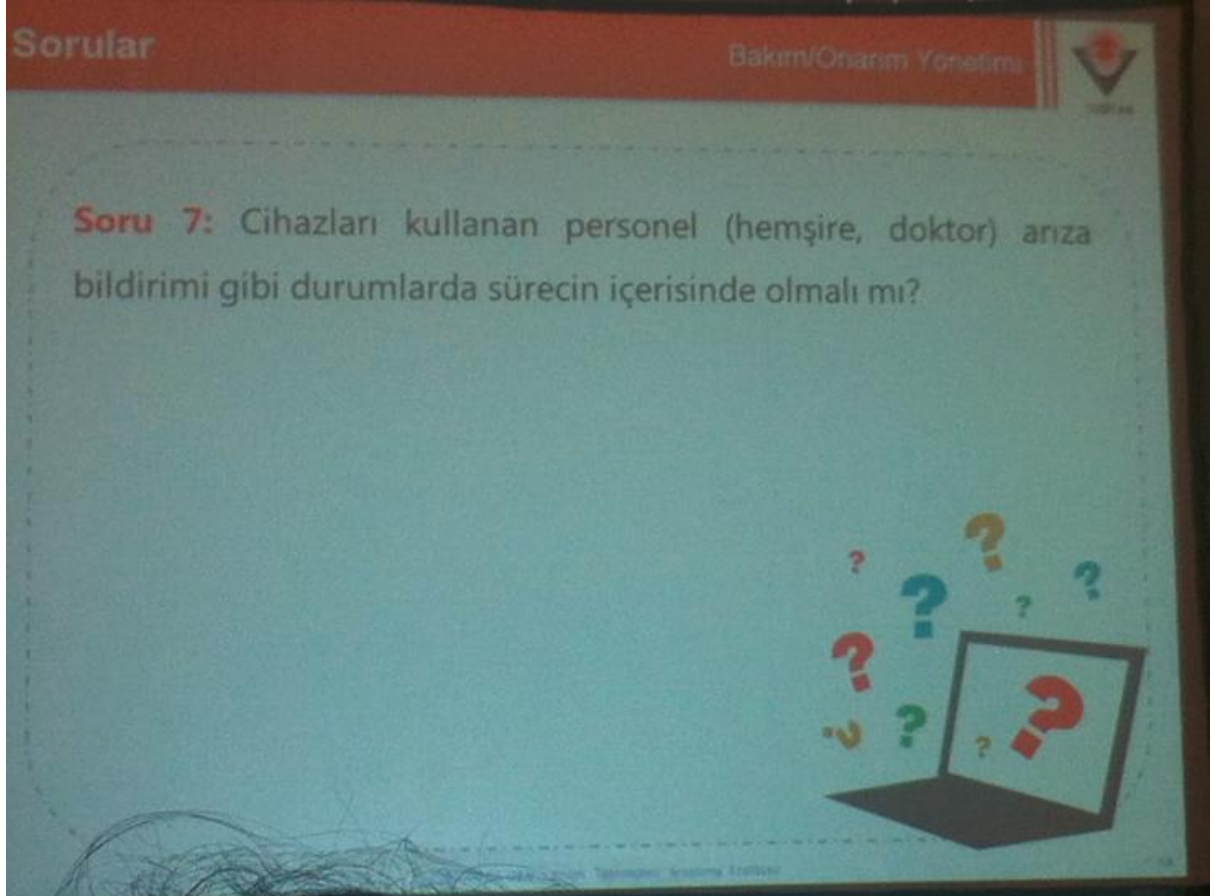 Sorular
Bakım/Onarım Yönetimi
Soru 7: Cihazları kullanan personel (hemşire, doktor) arıza
bildirimi gibi durumlarda sürecin içerisinde olmalı mı?